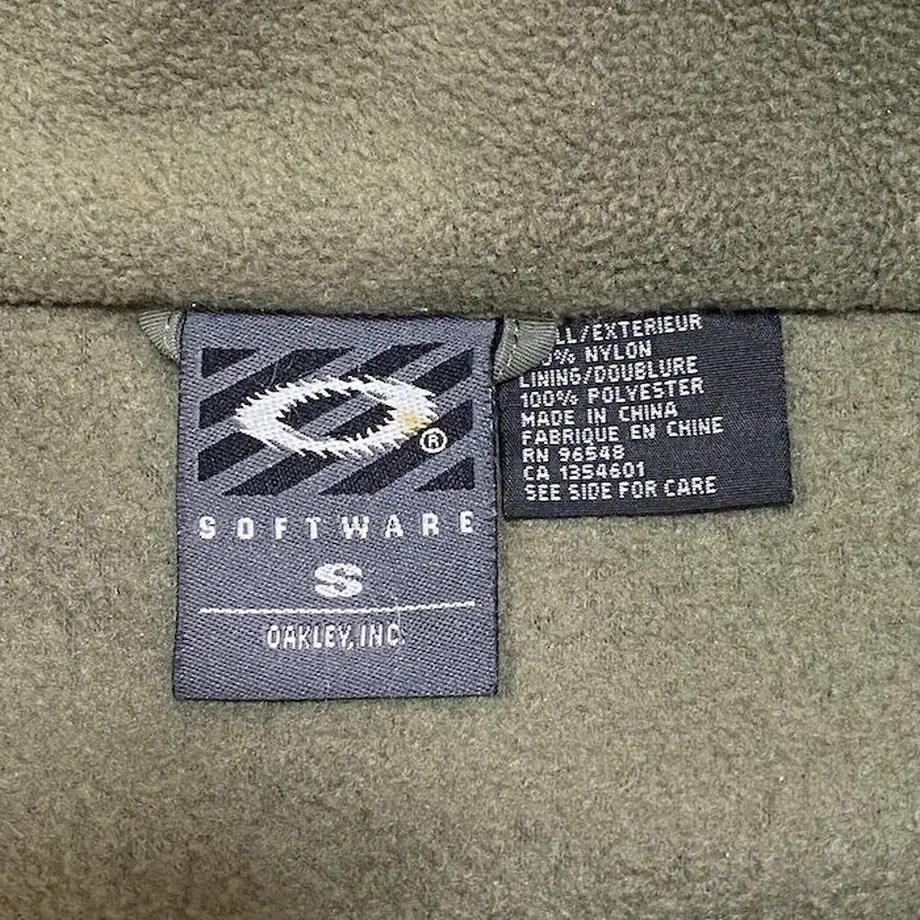 ®
SOFTWARE
S
OAKLEY, INC.
/EXTERIEUR
NYLON
LINING/DOUBLURE
100% POLYESTER
MADE IN CHINA
FABRIQUE EN CHINE
RN 96548
CA 1354601
SEE SIDE FOR CARE